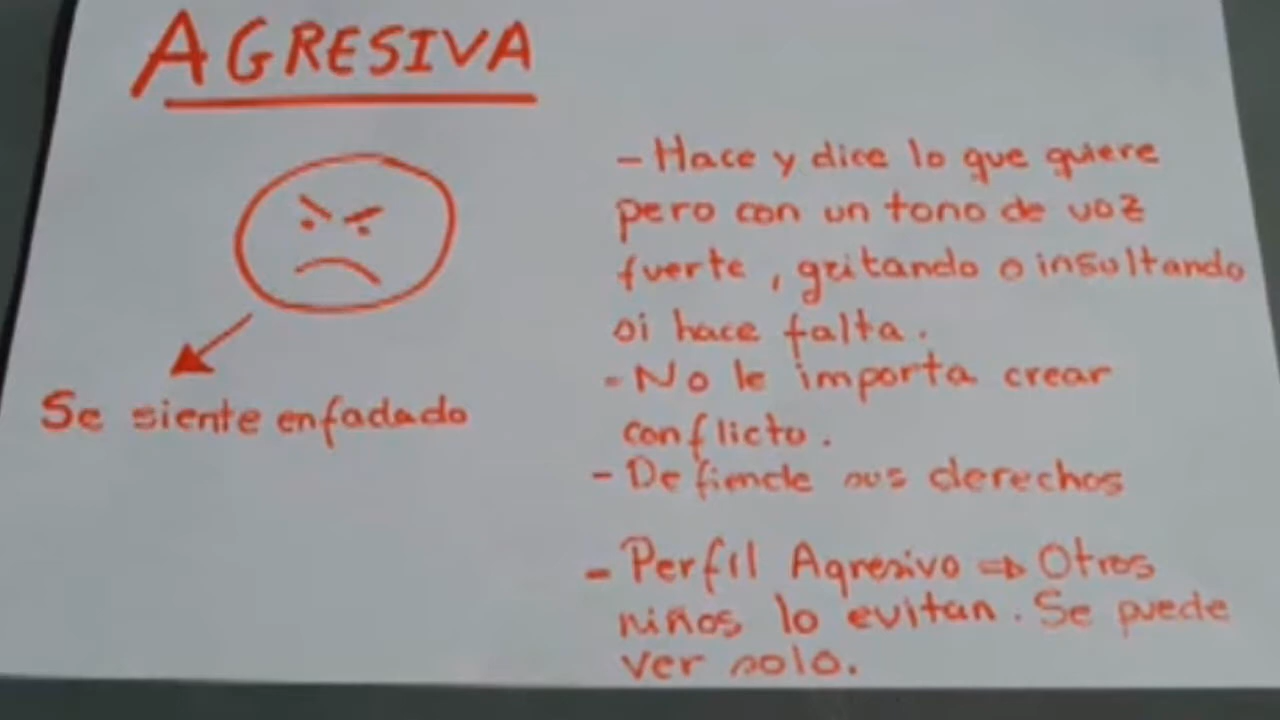 AGRESIVA
Se siente enfadado
- Hace y dice lo que quiere
pero con un tono de voz
fuerte, gritando o insultando
si hace falta.
- No le importa crear
conflicto.
- Defiende sus derechos
- Perfil Agresivo => Otros
niños lo evitan. Se puede
ver solo.